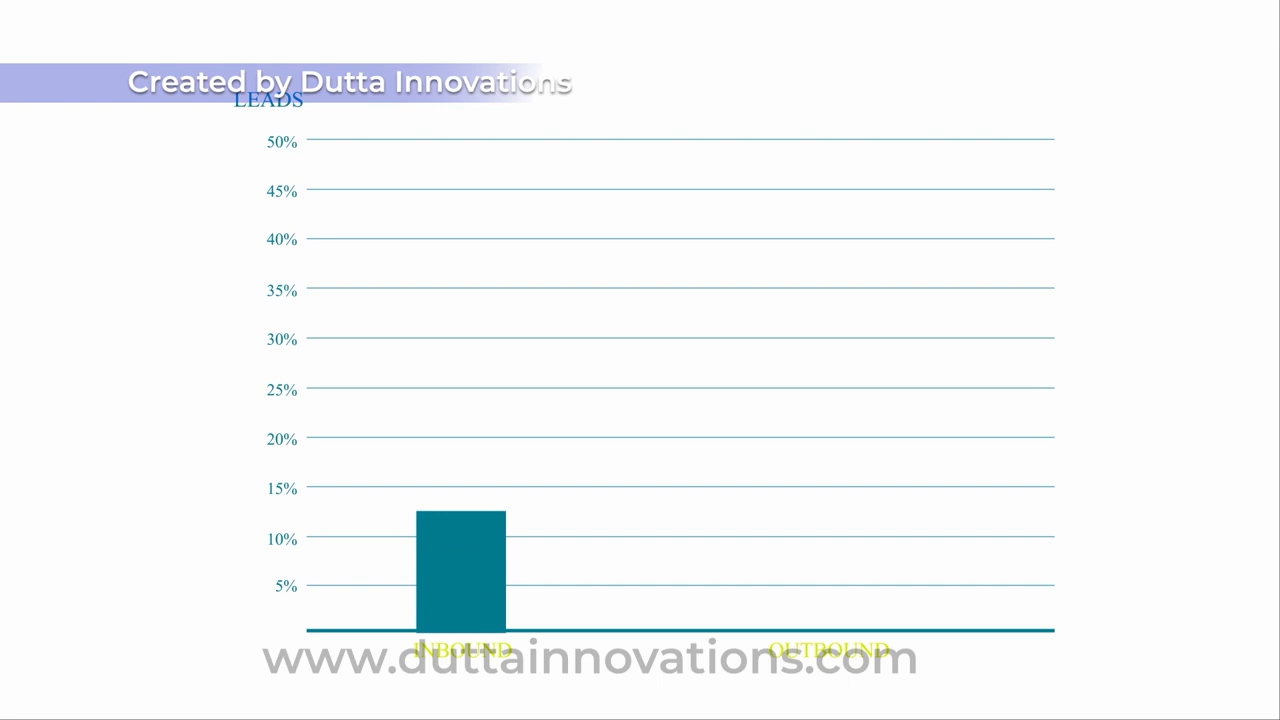 Created by Dutta Innovations
LEADS
50%
45%
40%
35%
30%
25%
20%
15%
10%
5%
INBOUND OUTBOUND
www.duttainnovations.com